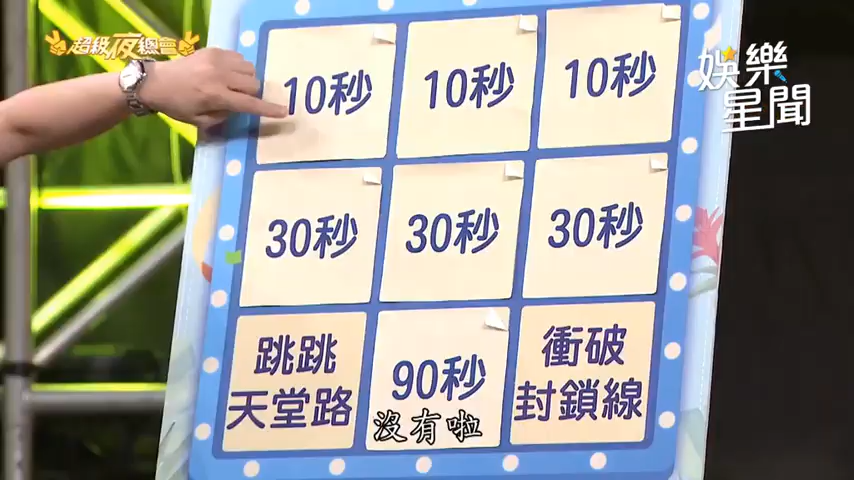 超級夜總會
娛樂
星聞
10秒
10秒
10秒
30秒
30秒
30秒
跳跳
天堂路
90秒
衝破
封鎖線
沒有啦